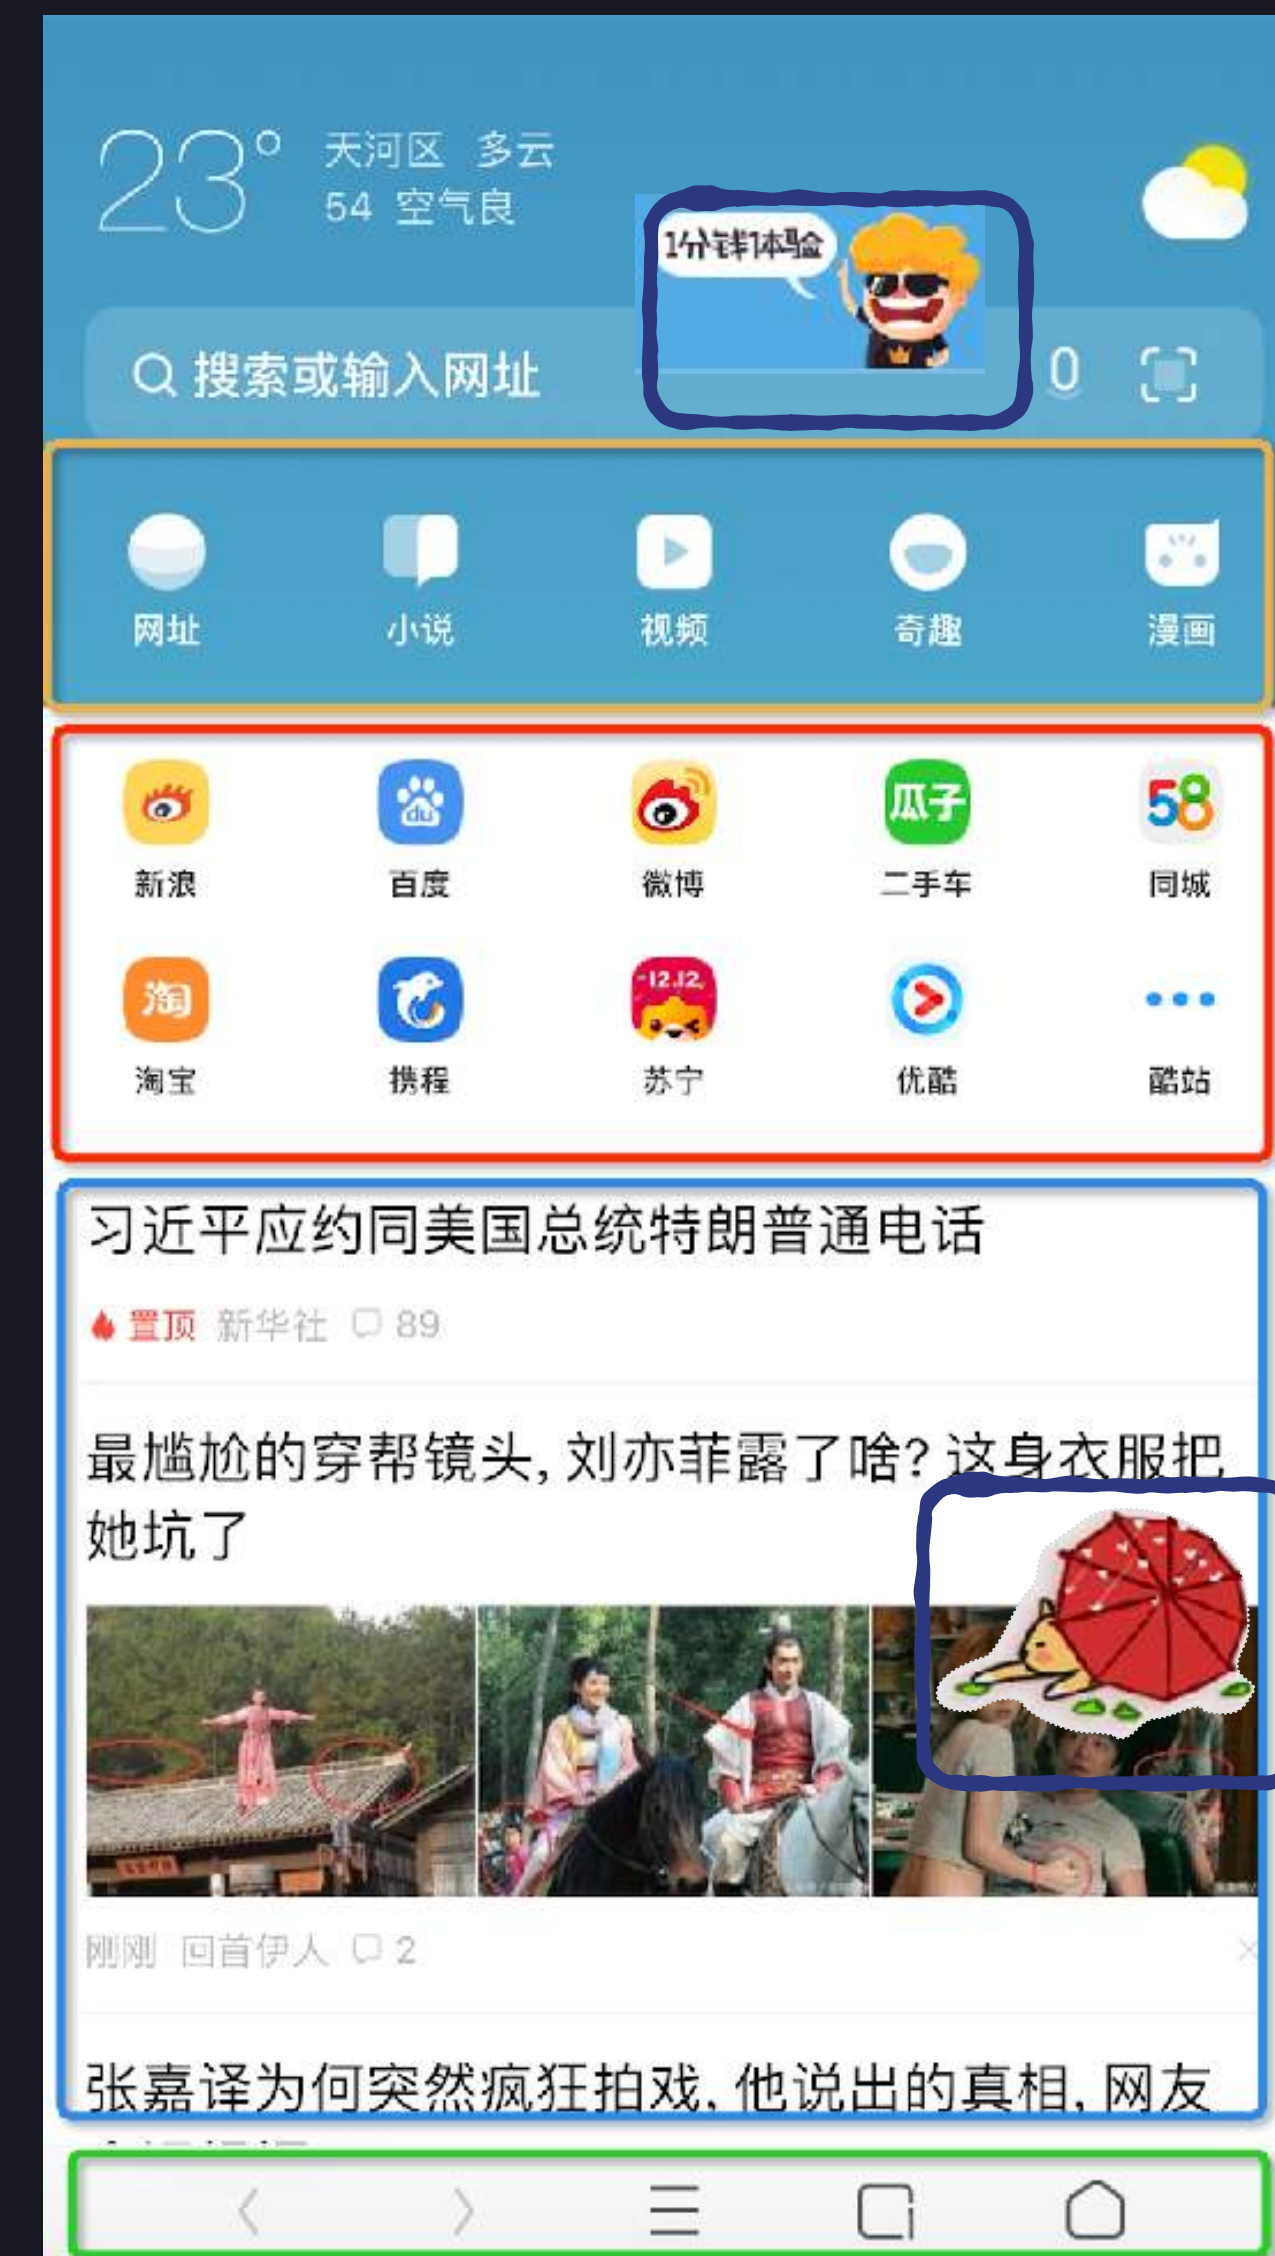 23° 天河区 多云
54 空气良
1分钱1体验
搜索或输入网址
网址 小说 视频 奇趣 漫画
du 瓜子 58
新浪 百度 微博 二手车 同城
淘 -12.12
淘宝 携程 苏宁 优酷 酷站
习近平应约同美国总统特朗普通电话
置顶 新华社 89
最尴尬的穿帮镜头, 刘亦菲露了啥? 这身衣服把
她坑了
刚刚 回首伊人 2
张嘉译为何突然疯狂拍戏, 他说出的真相, 网友